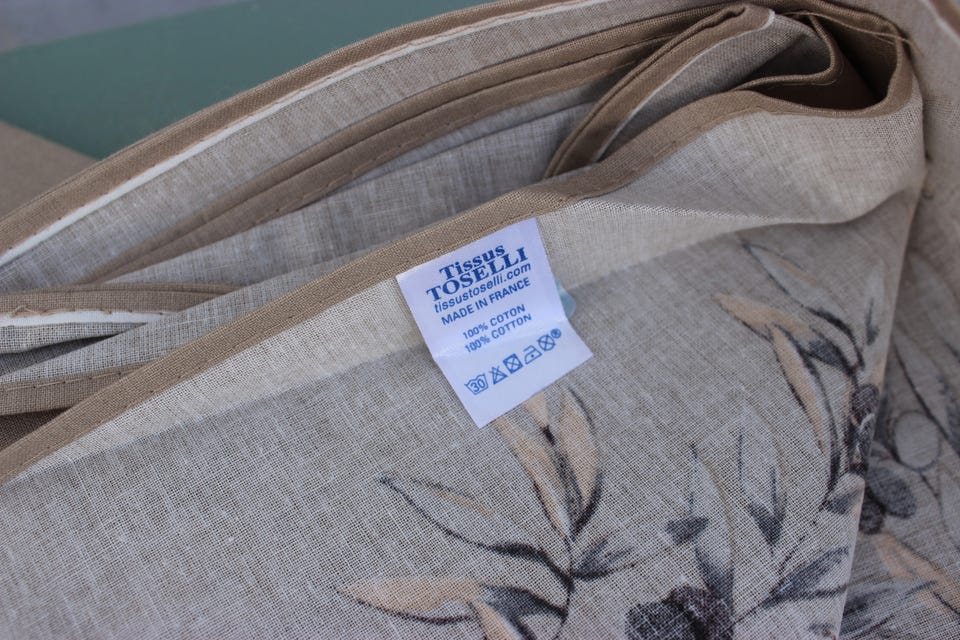 Tissus
TOSELLI
tissustoselli.com
MADE IN FRANCE
100% COTON
100% COTTON
30